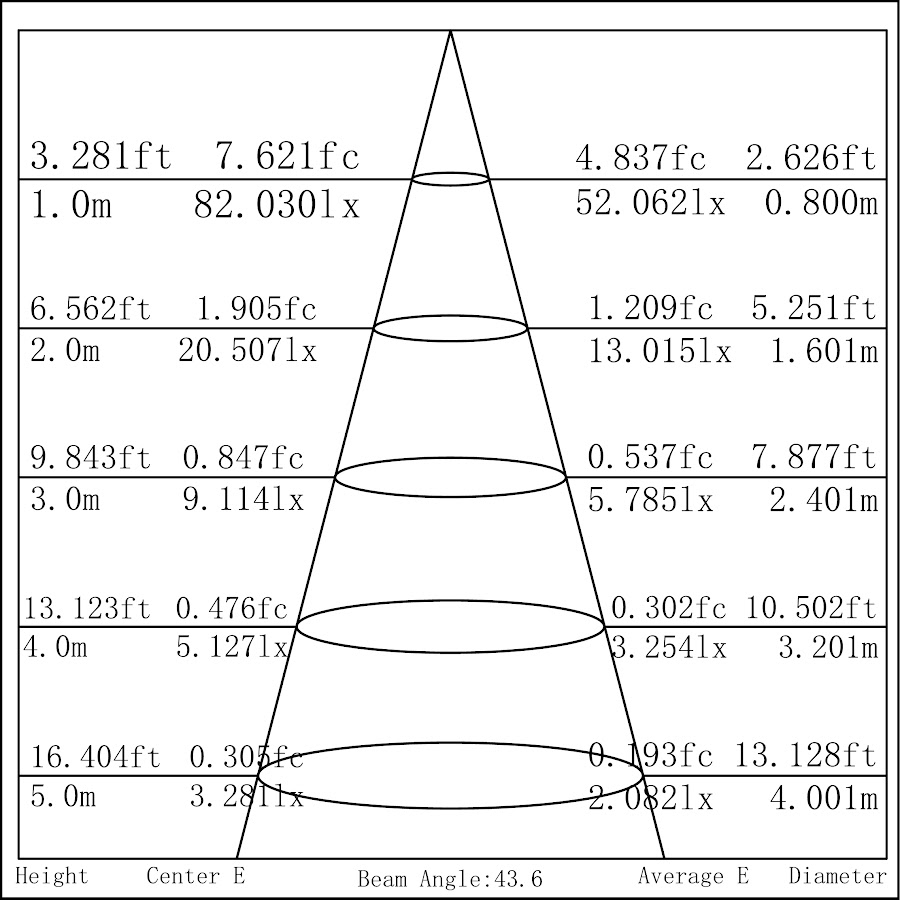 3.281ft 7.621fc 4.837fc 2.626ft
1.0m 82.030lx 52.062lx 0.800m
6.562ft 1.905fc 1.209fc 5.251ft
2.0m 20.507lx 13.015lx 1.601m
9.843ft 0.847fc 0.537fc 7.877ft
3.0m 9.114lx 5.785lx 2.401m
13.123ft 0.476fc 0.302fc 10.502ft
4.0m 5.127lx 3.254lx 3.201m
16.404ft 0.305fc 0.193fc 13.128ft
5.0m 3.281lx 2.082lx 4.001m
Height Center E Beam Angle:43.6 Average E Diameter